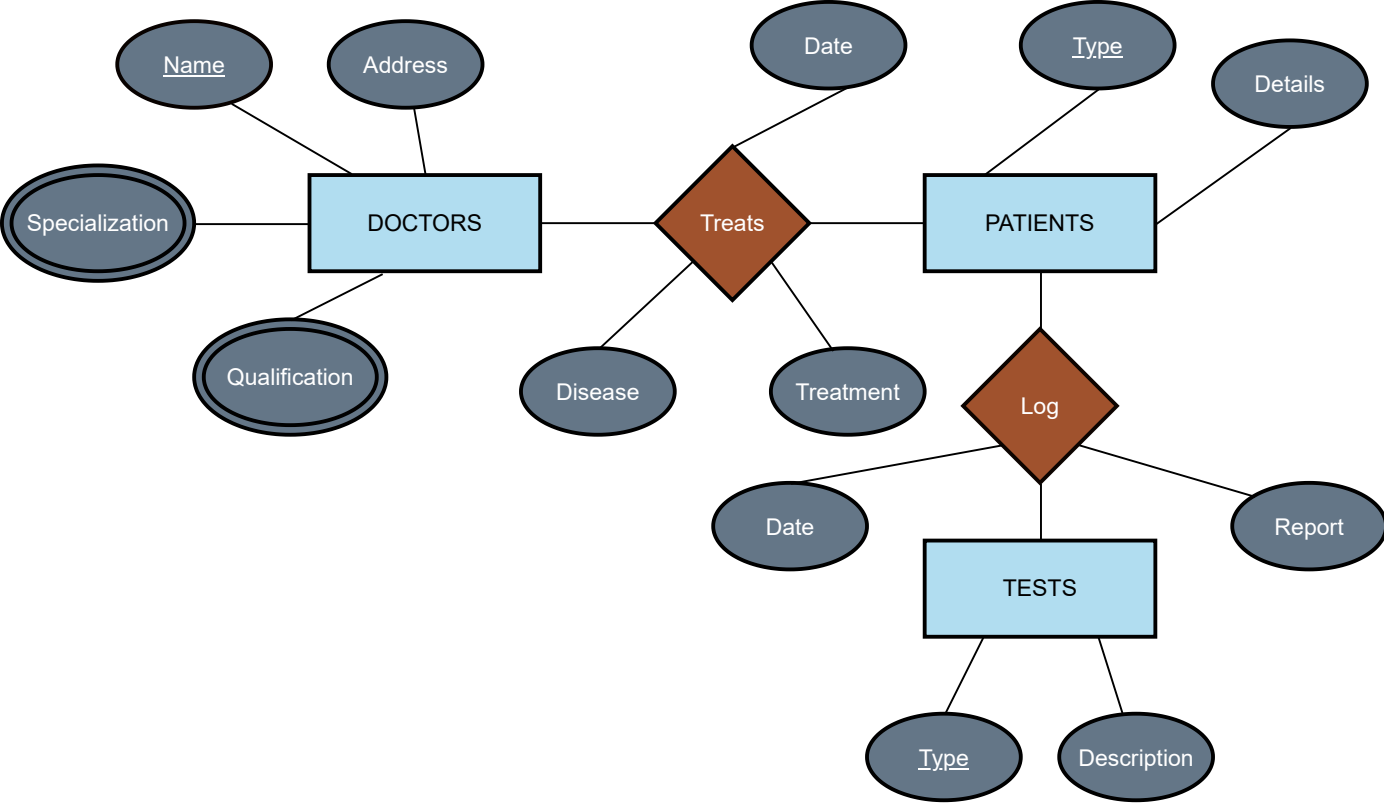 Date
Type
Name
Address
Details
Specialization
DOCTORS
Treats
PATIENTS
Qualification
Disease
Treatment
Log
Date
Report
TESTS
Type
Description